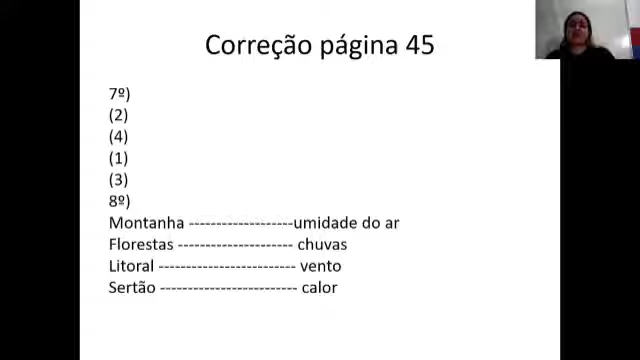 Correção página 45
7º)
(2)
(4)
(1)
(3)
8º)
Montanha -------------------umidade do ar
Florestas --------------------- chuvas
Litoral ------------------------- vento
Sertão ------------------------- calor